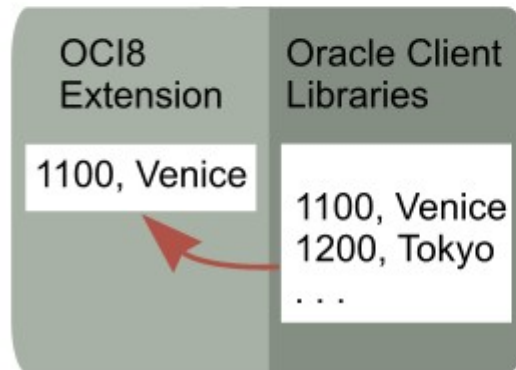 OCI8
Extension
1100, Venice
Oracle Client
Libraries
1100, Venice
1200, Tokyo
. . .